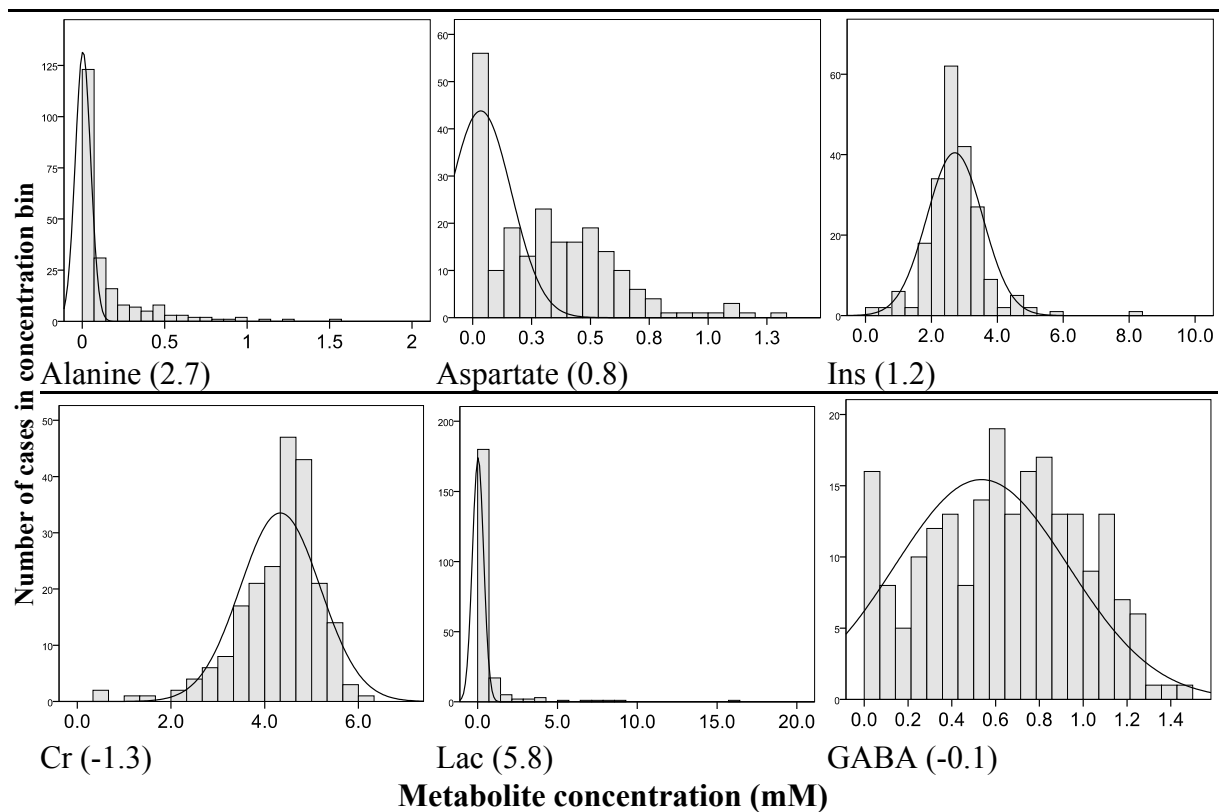 Number of cases in concentration bin
125
100
75
50
25
0
0 0.5 1 1.5 2
Alanine (2.7)
60
50
40
30
20
10
0
0.0 0.3 0.5 0.8 1.0 1.3
Aspartate (0.8)
60
40
20
0
0.0 2.0 4.0 6.0 8.0 10.0
Ins (1.2)
50
40
30
20
10
0
0.0 2.0 4.0 6.0
Cr (-1.3)
200
150
100
50
0
0.0 5.0 10.0 15.0 20.0
Lac (5.8)
20
15
10
5
0
0.0 0.2 0.4 0.6 0.8 1.0 1.2 1.4
GABA (-0.1)
Metabolite concentration (mM)